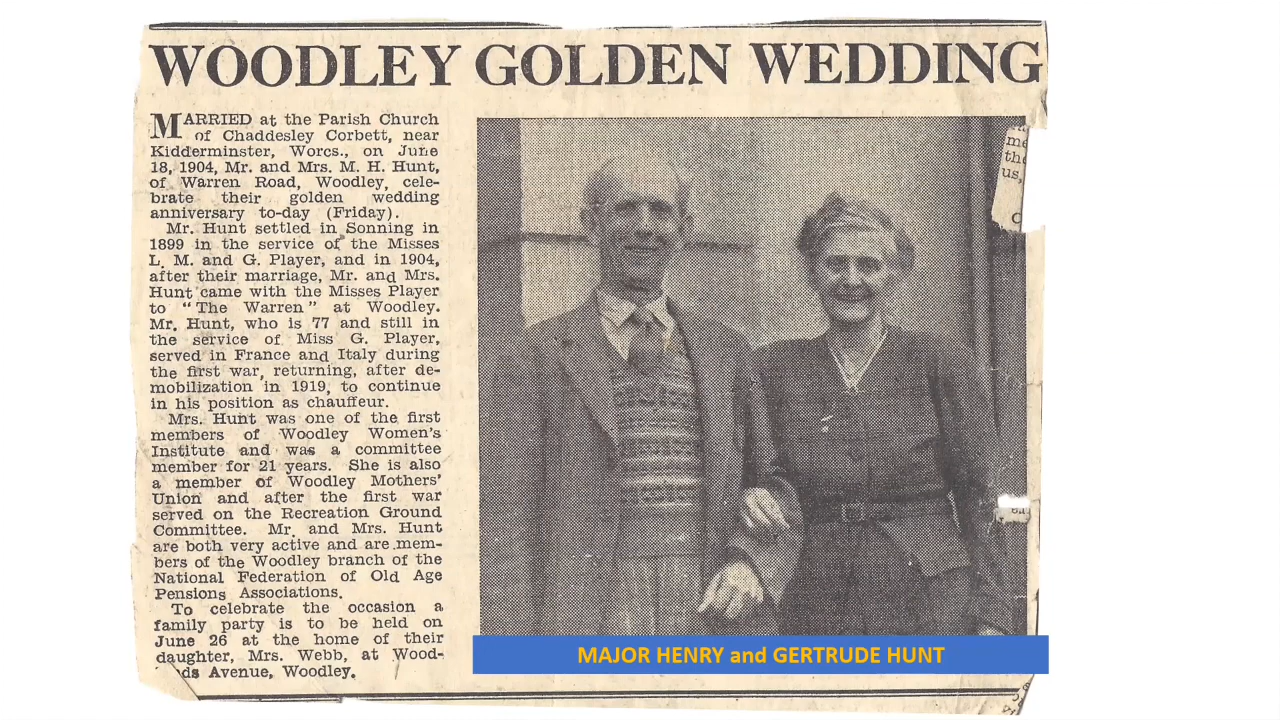 WOODLEY GOLDEN WEDDING
MARRIED at the Parish Church
of Chaddesley Corbett, near
Kidderminster, Worcs., on June
18, 1904, Mr. and Mrs. M. H. Hunt,
of Warren Road, Woodley, cele-
brate their golden wedding
anniversary to-day (Friday).
Mr. Hunt settled in Sonning in
1899 in the service of the Misses
L. M. and G. Player, and in 1904,
after their marriage, Mr. and Mrs.
Hunt came with the Misses Player
to "The Warren" at Woodley.
Mr. Hunt, who is 77 and still in
the service of Miss G. Player,
served in France and Italy during
the first war, returning, after de-
mobilization in 1919, to continue
in his position as chauffeur.
Mrs. Hunt was one of the first
members of Woodley Women's
Institute and was a committee
member for 21 years. She is also
a member of Woodley Mothers'
Union and after the first war
served on the Recreation Ground
Committee. Mr. and Mrs. Hunt
are both very active and are mem-
bers of the Woodley branch of the
National Federation of Old Age
Pensions Associations.
To celebrate the occasion a
family party is to be held on
June 26 at the home of their
daughter, Mrs. Webb, at Wood-
ds Avenue, Woodley.
me
the
us,
MAJOR HENRY and GERTRUDE HUNT